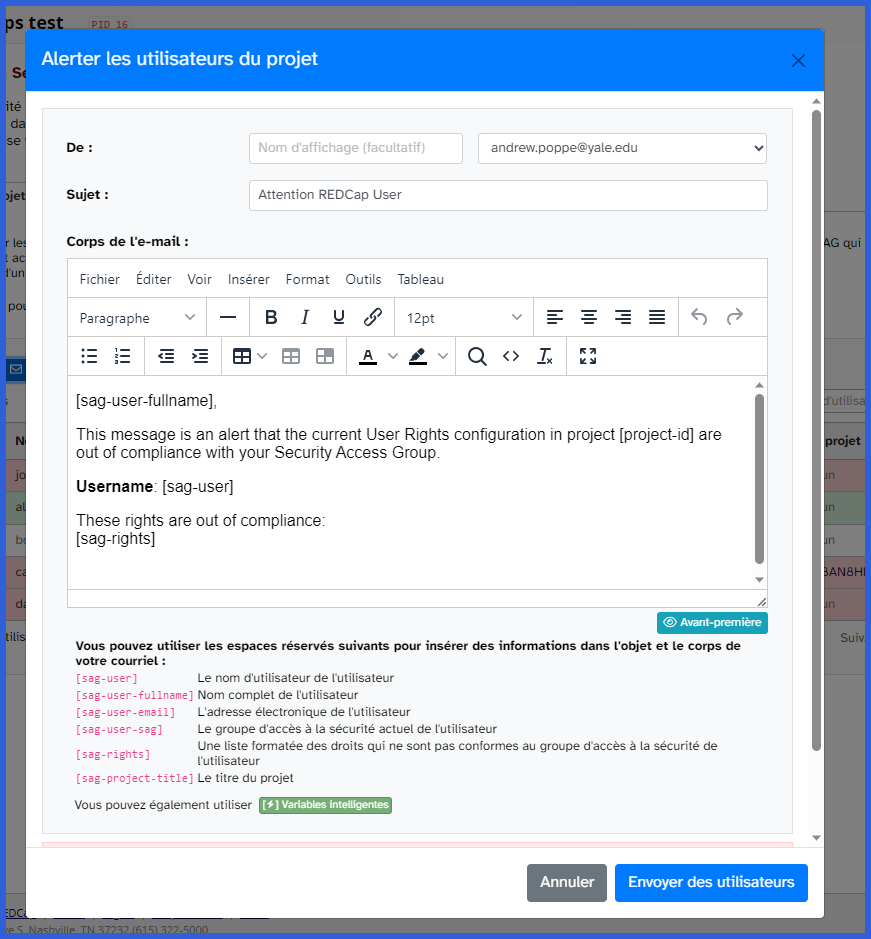 ps test PID 16
Alerter les utilisateurs du projet
De : Nom d'affichage (facultatif) andrew.poppe@yale.edu
Sujet : Attention REDCap User
Corps de l'e-mail :
Fichier Éditer Voir Insérer Format Outils Tableau
Paragraphe B I U 12pt
[sag-user-fullname],
This message is an alert that the current User Rights configuration in project [project-id] are
out of compliance with your Security Access Group.
Username: [sag-user]
These rights are out of compliance:
[sag-rights]
Avant-première
Vous pouvez utiliser les espaces réservés suivants pour insérer des informations dans l'objet et le corps de
votre courriel :
[sag-user] Le nom d'utilisateur de l'utilisateur
[sag-user-fullname] Nom complet de l'utilisateur
[sag-user-email] L'adresse électronique de l'utilisateur
[sag-user-sag] Le groupe d'accès à la sécurité actuel de l'utilisateur
[sag-rights] Une liste formatée des droits qui ne sont pas conformes au groupe d'accès à la sécurité de
l'utilisateur
[sag-project-title] Le titre du projet
Vous pouvez également utiliser [⚡] Variables intelligentes
Annuler Envoyer des utilisateurs
AG qui
projet
Nashville, TN 37232 (615) 322-5000